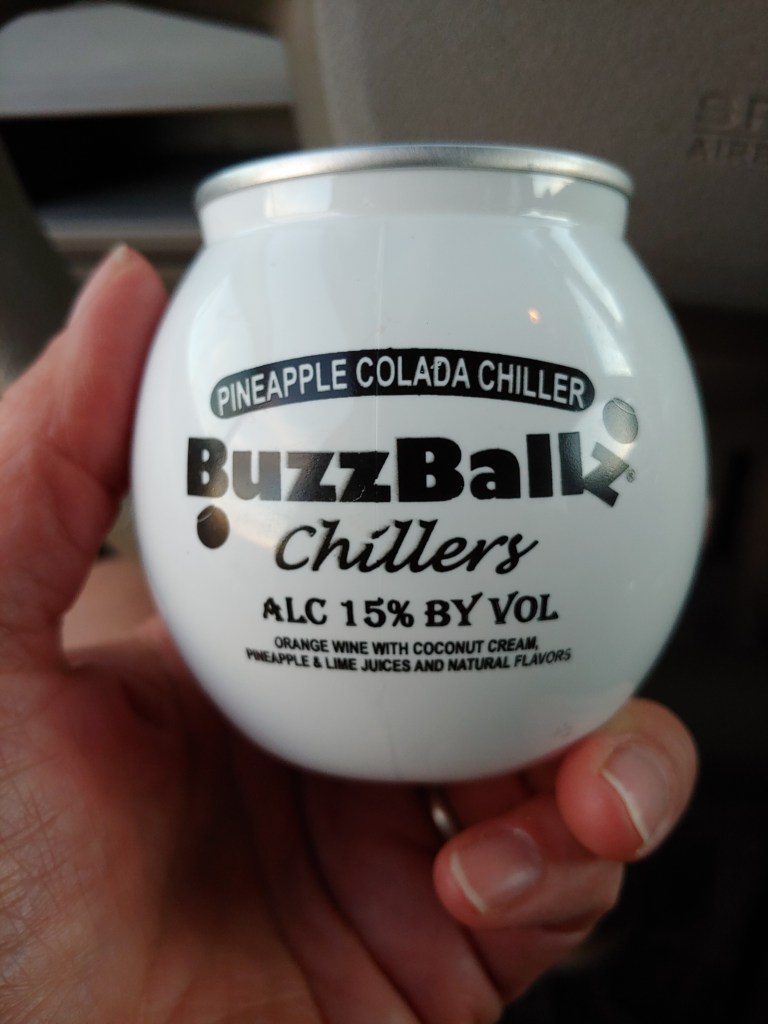 PINEAPPLE COLADA CHILLER
BuzzBallz®
Chillers
ALC 15% BY VOL
ORANGE WINE WITH COCONUT CREAM,
PINEAPPLE & LIME JUICES AND NATURAL FLAVORS